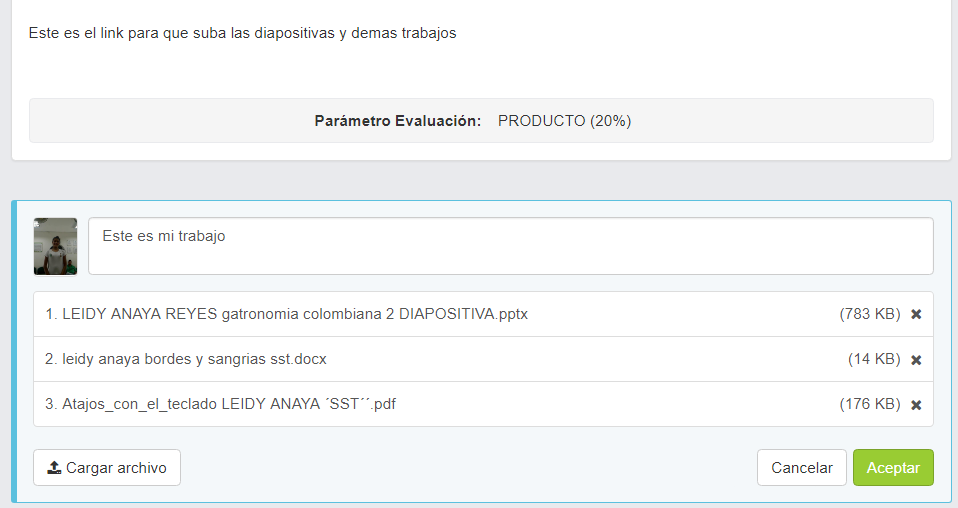 Este es el link para que suba las diapositivas y demas trabajos
Parámetro Evaluación: PRODUCTO (20%)
Este es mi trabajo
1. LEIDY ANAYA REYES gatronomia colombiana 2 DIAPOSITIVA.pptx (783 KB) ✖
2. leidy anaya bordes y sangrias sst.docx (14 KB) ✖
3. Atajos_con_el_teclado LEIDY ANAYA ´SST´´.pdf (176 KB) ✖
Cargar archivo Cancelar Aceptar